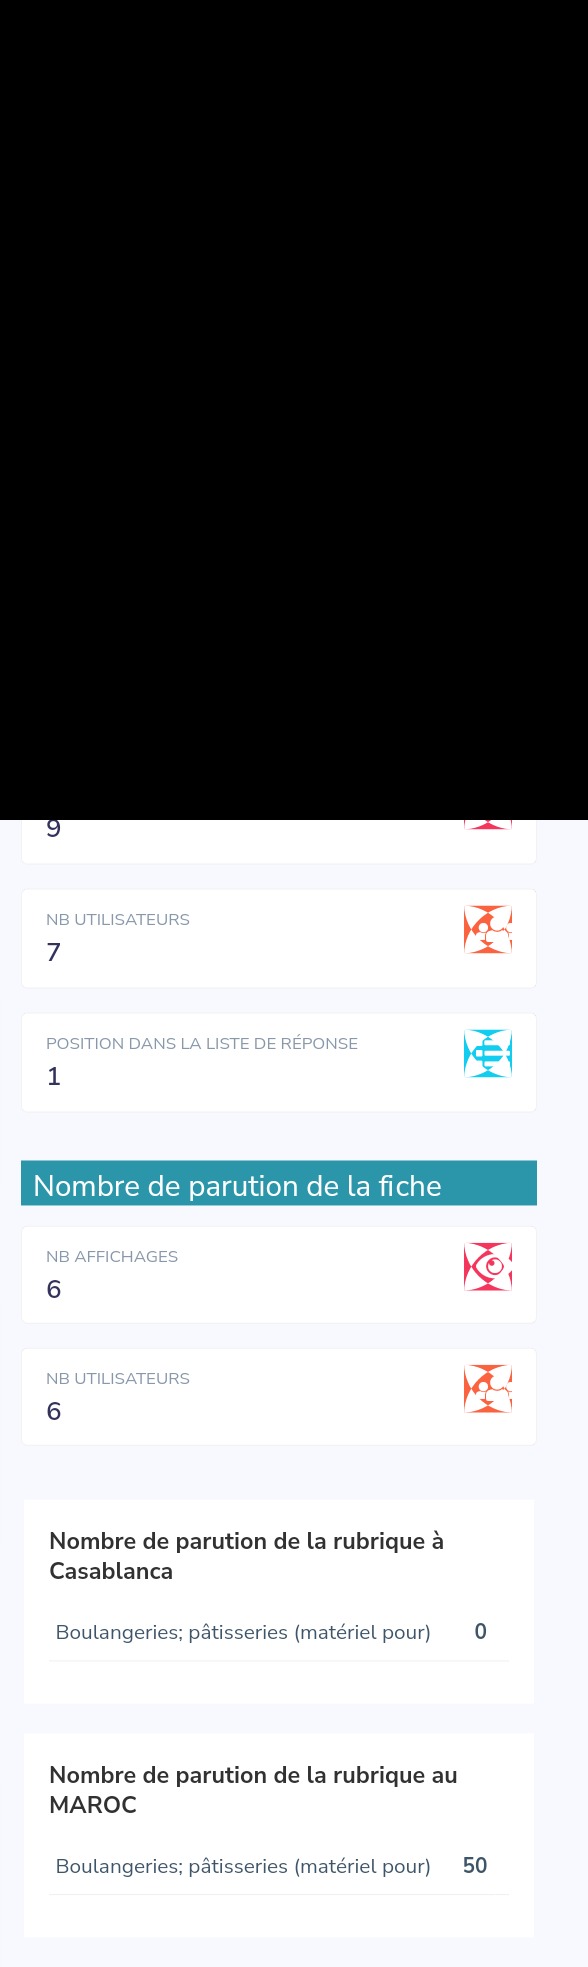 9
NB UTILISATEURS
7
POSITION DANS LA LISTE DE RÉPONSE
1
Nombre de parution de la fiche
NB AFFICHAGES
6
NB UTILISATEURS
6
Nombre de parution de la rubrique à
Casablanca
Boulangeries; pâtisseries (matériel pour) 0
Nombre de parution de la rubrique au
MAROC
Boulangeries; pâtisseries (matériel pour) 50